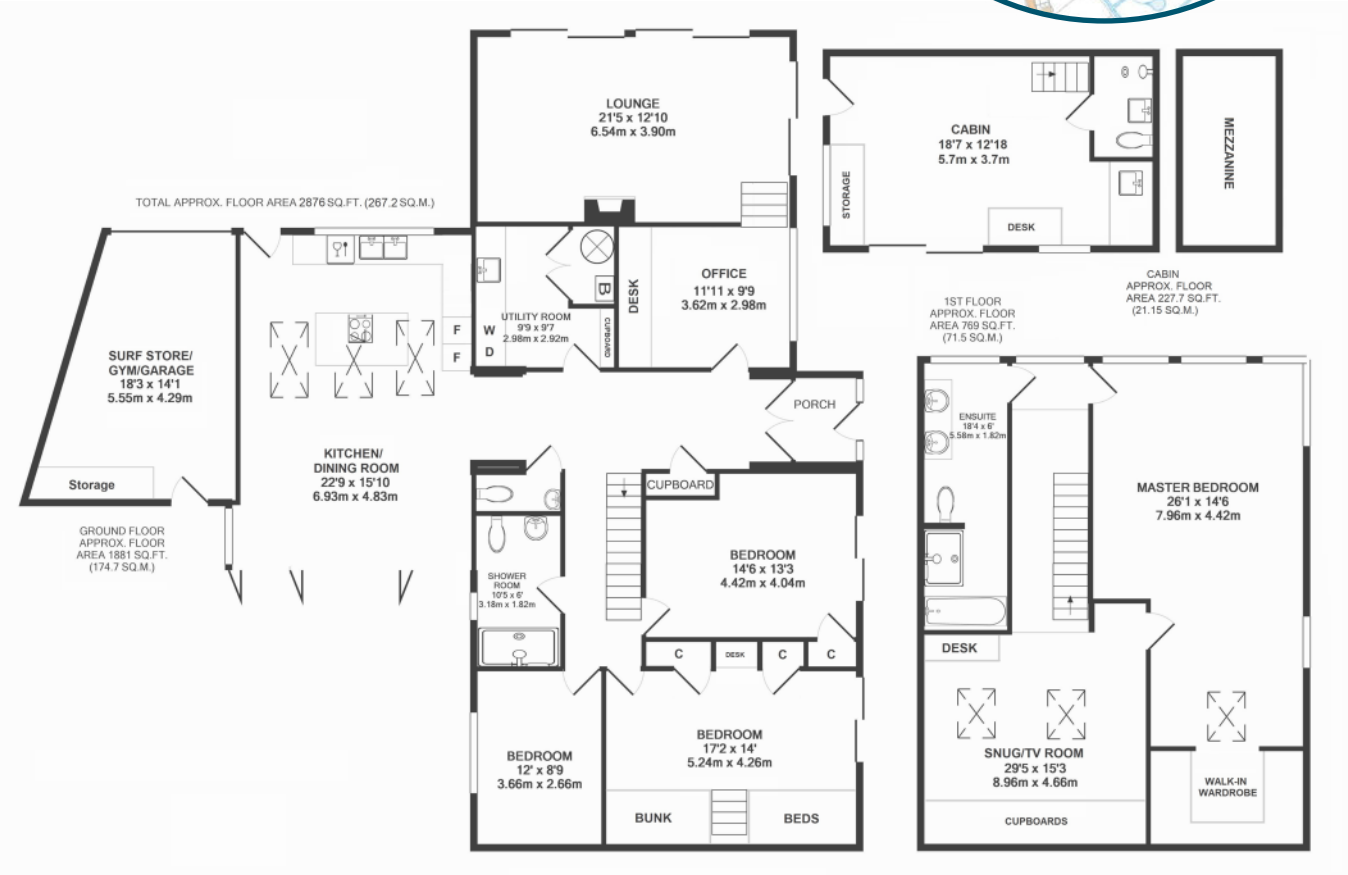 LOUNGE
21'5 x 12'10
6.54m x 3.90m
CABIN
18'7 x 12'18
5.7m x 3.7m
STORAGE
DESK
MEZZANINE
TOTAL APPROX. FLOOR AREA 2876 SQ.FT. (267.2 SQ.M.)
CABIN
APPROX. FLOOR
AREA 227.7 SQ.FT.
(21.15 SQ.M.)
SURF STORE/
GYM/GARAGE
18'3 x 14'1
5.55m x 4.29m
Storage
GROUND FLOOR
APPROX. FLOOR
AREA 1881 SQ.FT.
(174.7 SQ.M.)
KITCHEN/
DINING ROOM
22'9 x 15'10
6.93m x 4.83m
F
F
W
D
UTILITY ROOM
9'9 x 9'7
2.98m x 2.92m
B
CUPBOARD
DESK
OFFICE
11'11 x 9'9
3.62m x 2.98m
PORCH
CUPBOARD
BEDROOM
14'6 x 13'3
4.42m x 4.04m
SHOWER
ROOM
10'5 x 6'
3.18m x 1.82m
C
DESK
C
C
BEDROOM
12' x 8'9
3.66m x 2.66m
BEDROOM
17'2 x 14'
5.24m x 4.26m
BUNK
BEDS
1ST FLOOR
APPROX. FLOOR
AREA 769 SQ.FT.
(71.5 SQ.M.)
ENSUITE
18'4 x 6'
5.58m x 1.82m
MASTER BEDROOM
26'1 x 14'6
7.96m x 4.42m
DESK
SNUG/TV ROOM
29'5 x 15'3
8.96m x 4.66m
CUPBOARDS
WALK-IN
WARDROBE